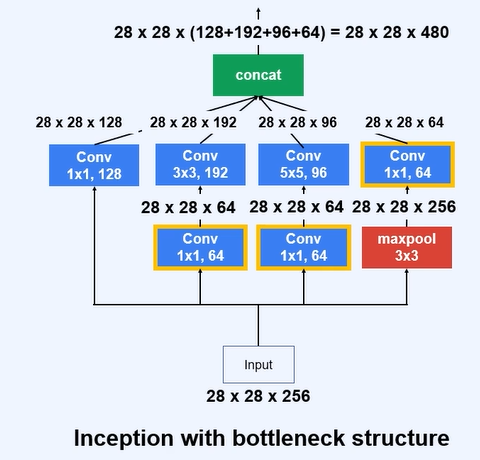 28 x 28 x (128+192+96+64) = 28 x 28 x 480
concat
28 x 28 x 128
28 x 28 x 192
28 x 28 x 96
28 x 28 x 64
Conv
1x1, 128
Conv
3x3, 192
Conv
5x5, 96
Conv
1x1, 64
28 x 28 x 64
28 x 28 x 64
28 x 28 x 256
Conv
1x1, 64
Conv
1x1, 64
maxpool
3x3
Input
28 x 28 x 256
Inception with bottleneck structure